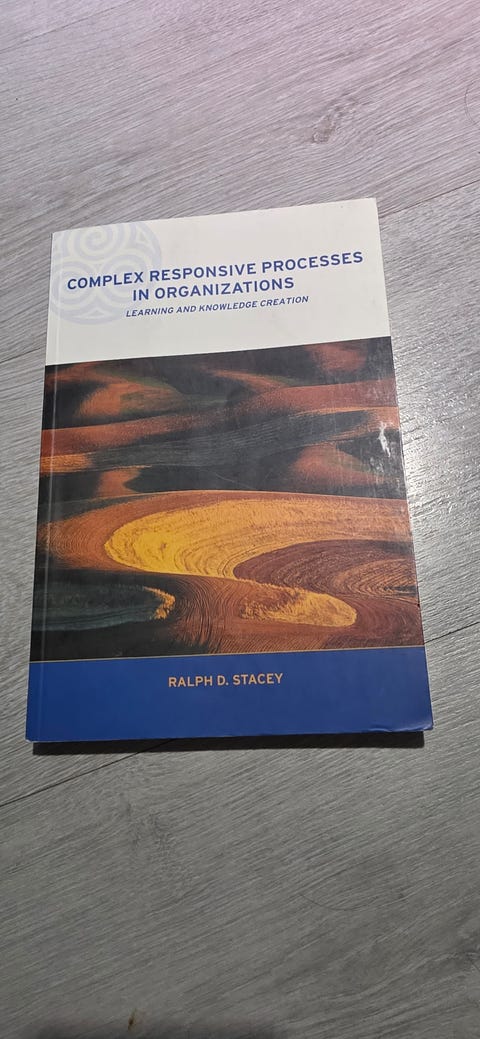 COMPLEX RESPONSIVE PROCESSES
IN ORGANIZATIONS
LEARNING AND KNOWLEDGE CREATION
RALPH D. STACEY